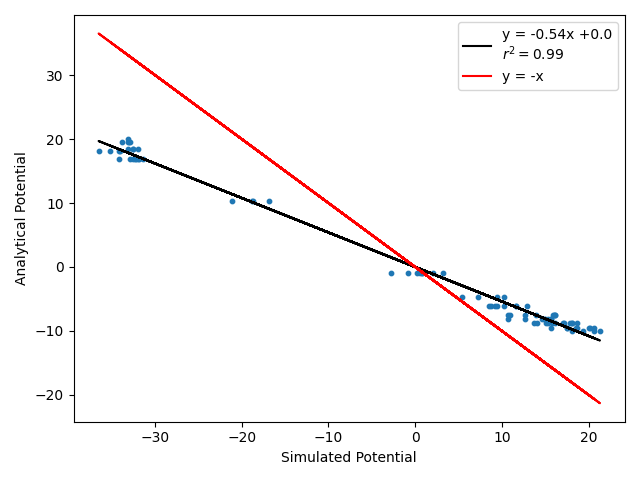 y = -0.54x +0.0
r² = 0.99
y = -x
30
20
10
0
−10
−20
Analytical Potential
−30
−20
−10
0
10
20
Simulated Potential